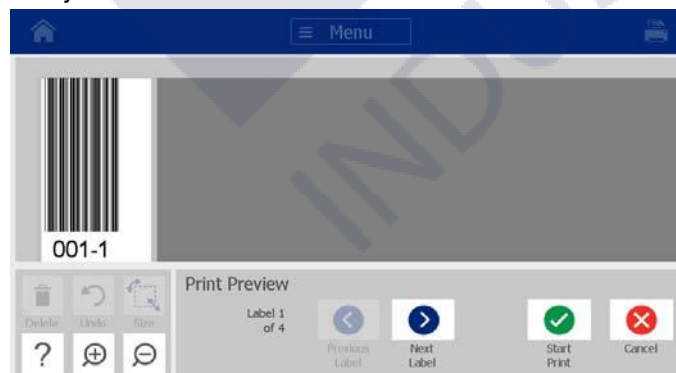 Menu
001-1
Print Preview
Label 1
of 4
Delete
Undo
Size
Previous
Label
Next
Label
Start
Print
Cancel
?
INDU